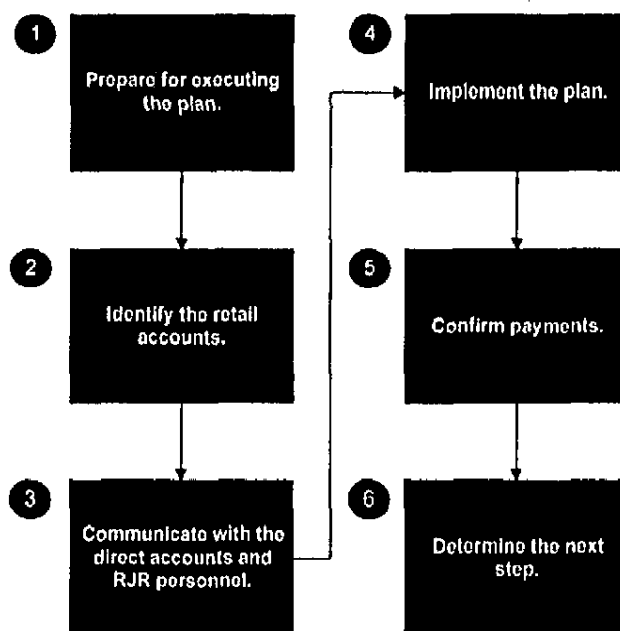 1
Prepare for executing
the plan.
2
Identify the retail
accounts.
3
Communicate with the
direct accounts and
RJR personnel.
4
Implement the plan.
5
Confirm payments.
6
Determine the next
step.